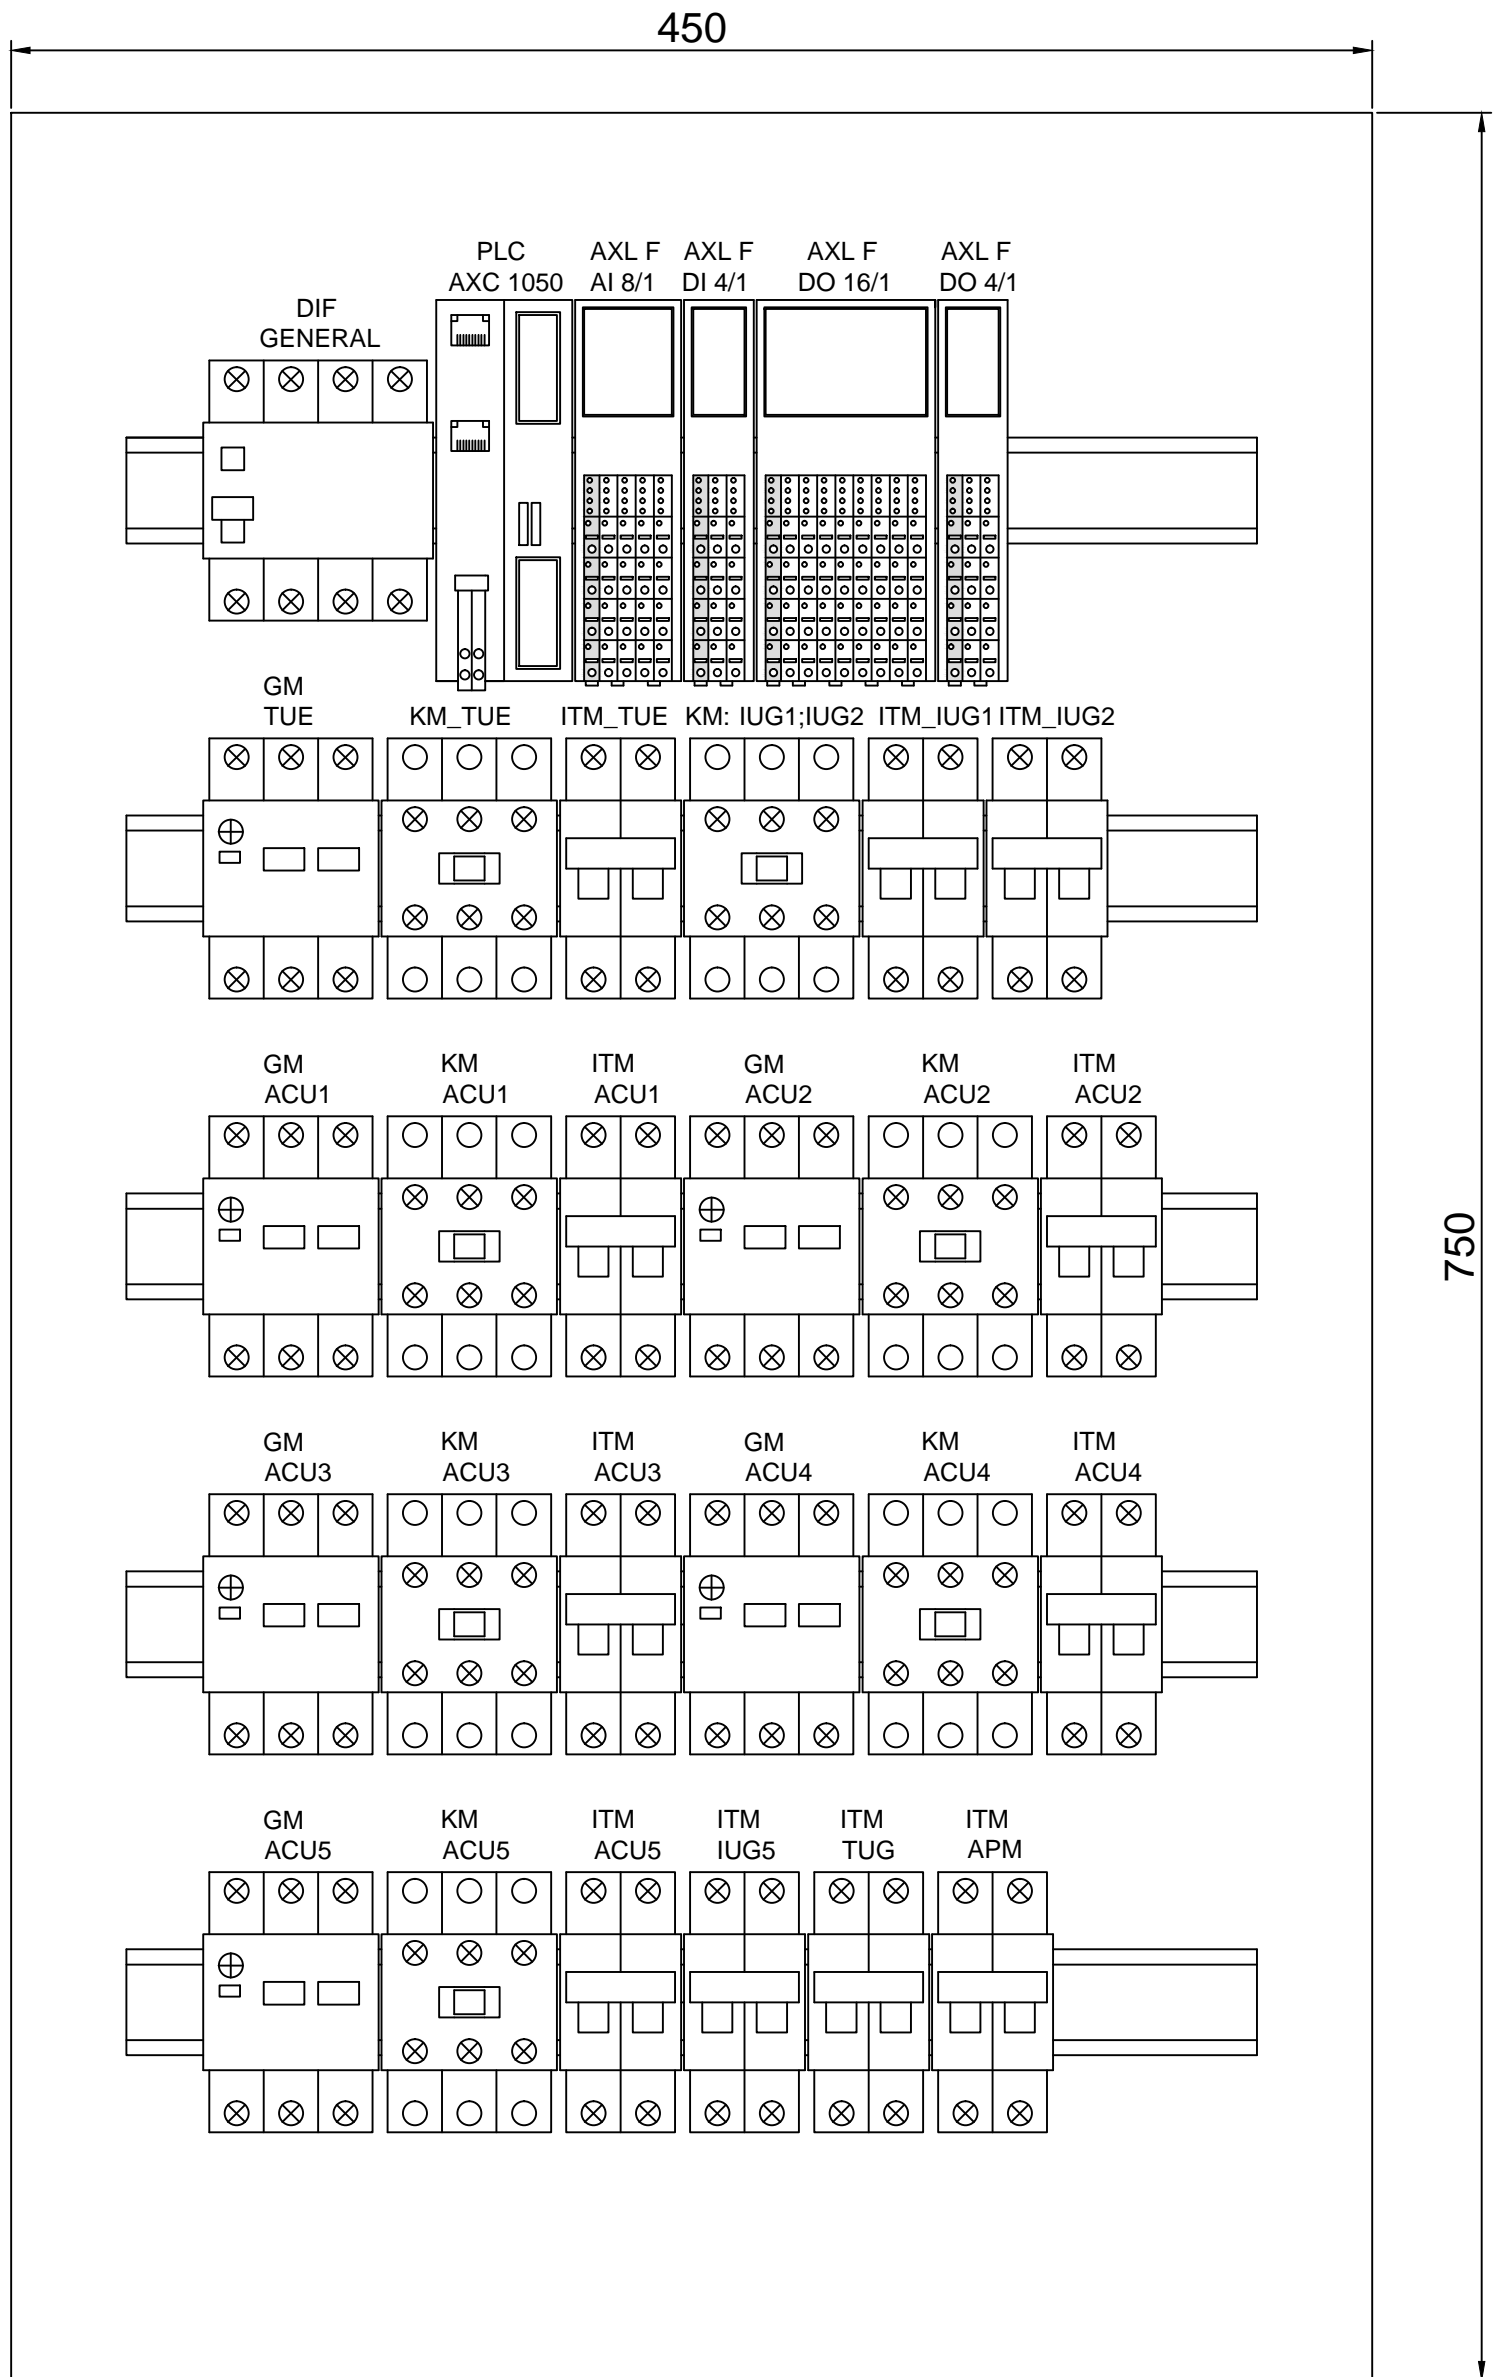 450
PLC
AXC 1050
AXL F
AI 8/1
AXL F
DI 4/1
AXL F
DO 16/1
AXL F
DO 4/1
DIF
GENERAL
GM
TUE
KM_TUE
ITM_TUE
KM: IUG1;IUG2
ITM_IUG1
ITM_IUG2
GM
ACU1
KM
ACU1
ITM
ACU1
GM
ACU2
KM
ACU2
ITM
ACU2
750
GM
ACU3
KM
ACU3
ITM
ACU3
GM
ACU4
KM
ACU4
ITM
ACU4
GM
ACU5
KM
ACU5
ITM
ACU5
ITM
IUG5
ITM
TUG
ITM
APM